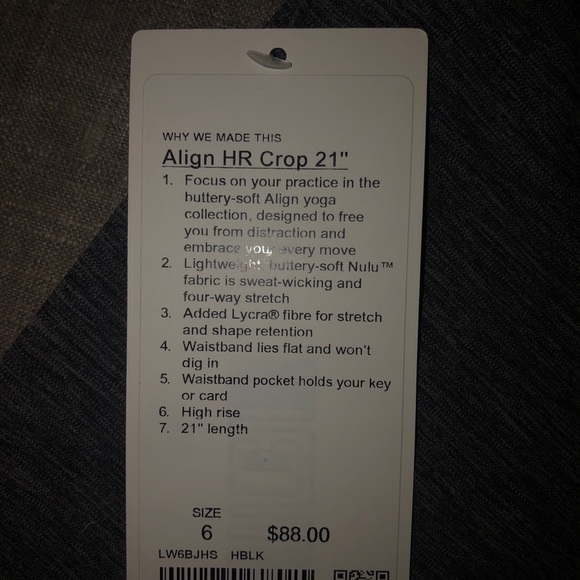 WHY WE MADE THIS
Align HR Crop 21"
1. Focus on your practice in the
buttery-soft Align yoga
collection, designed to free
you from distraction and
embrace your every move
2. Lightweight, buttery-soft Nulu™
fabric is sweat-wicking and
four-way stretch
3. Added Lycra® fibre for stretch
and shape retention
4. Waistband lies flat and won't
dig in
5. Waistband pocket holds your key
or card
6. High rise
7. 21" length
SIZE
6 $88.00
LW6BJHS HBLK